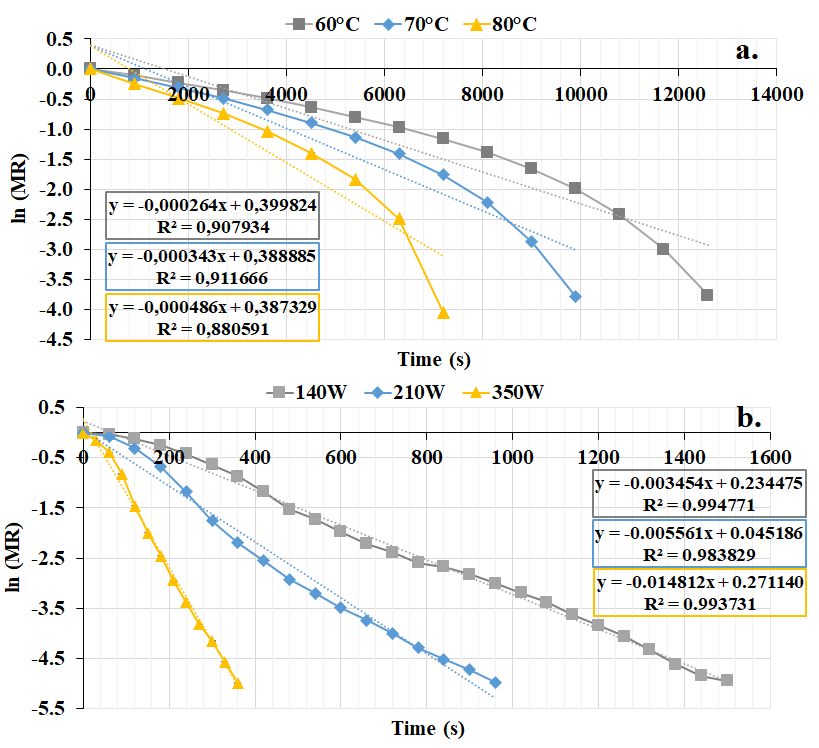 60°C 70°C 80°C
a.
0.5
0.0
-0.5
-1.0
-1.5
-2.0
-2.5
-3.0
-3.5
-4.0
-4.5
0 2000 4000 6000 8000 10000 12000 14000
ln (MR)
y = -0,000264x + 0,399824
R² = 0,907934
y = -0,000343x + 0,388885
R² = 0,911666
y = -0,000486x + 0,387329
R² = 0,880591
Time (s)
140W 210W 350W
b.
0.5
-0.5
-1.5
-2.5
-3.5
-4.5
-5.5
0 200 400 600 800 1000 1200 1400 1600
ln (MR)
y = -0.003454x + 0.234475
R² = 0.994771
y = -0.005561x + 0.045186
R² = 0.983829
y = -0.014812x + 0.271140
R² = 0.993731
Time (s)